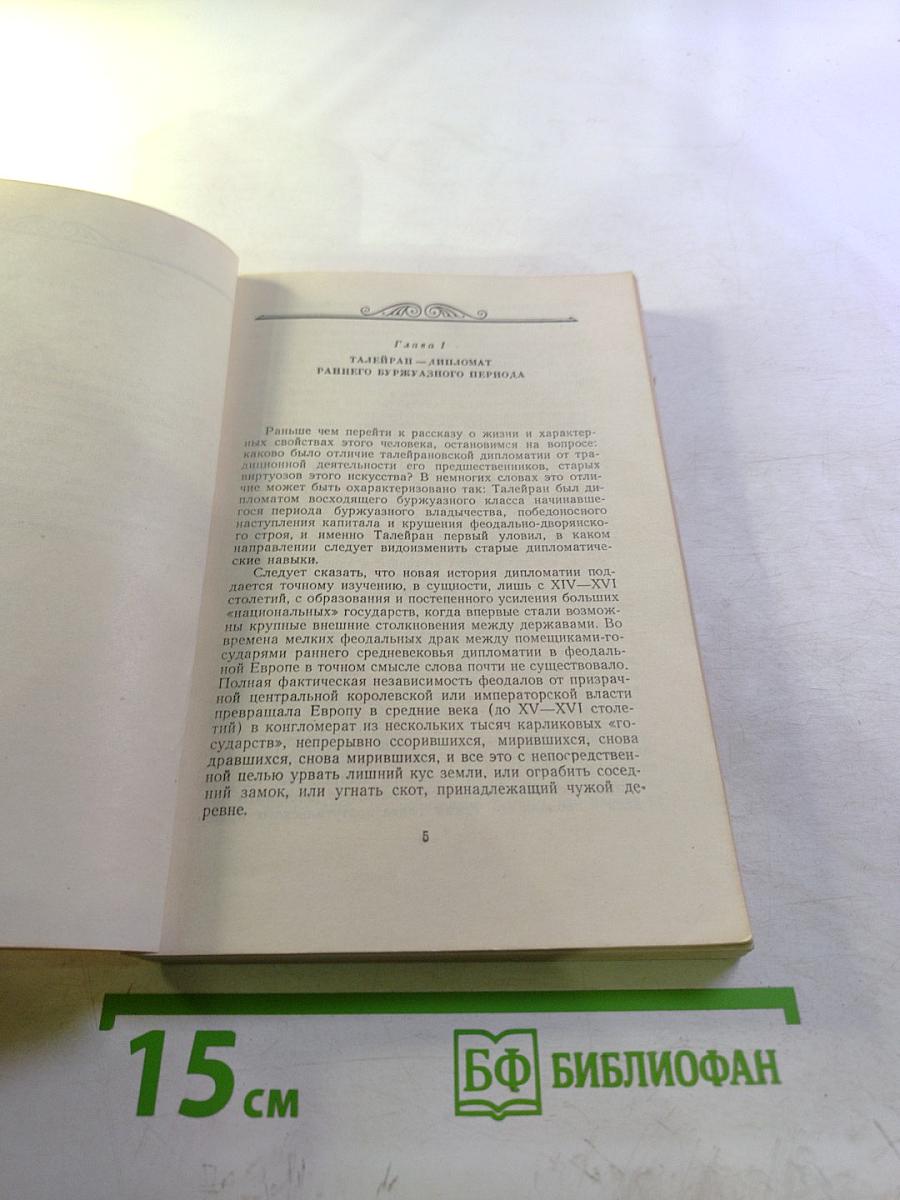 Глава 1
ТАЛЕЙРАН — ДИПЛОМАТ
РАННЕГО БУРЖУАЗНОГО ПЕРИОДА
Раньше чем перейти к рассказу о жизни и характер-
ных свойствах этого человека, остановимся на вопросе:
каково было отличие талейрановской дипломатии от тра-
диционной деятельности его предшественников, старых
виртуозов этого искусства? В немногих словах это отли-
чие может быть охарактеризовано так: Талейран был ди-
пломатом восходящего буржуазного класса начинавше-
гося периода буржуазного владычества, победоносного
наступления капитала и крушения феодально-дворянско-
го строя, и именно Талейран первый уловил, в каком
направлении следует видоизменить старые дипломатиче-
ские навыки.
Следует сказать, что новая история дипломатии под-
дается точному изучению, в сущности, лишь с XIV—XVI
столетий, с образования и постепенного усиления больших
«национальных» государств, когда впервые стали возмож-
ны крупные внешние столкновения между державами. Во
времена мелких феодальных драк между помещиками-го-
сударями раннего средневековья дипломатии в феодаль-
ной Европе в точном смысле слова почти не существовало.
Полная фактическая независимость феодалов от призрач-
ной центральной королевской или императорской власти
превращала Европу в средние века (до XV—XVI столе-
тий) в конгломерат из нескольких тысяч карликовых «го-
сударств», непрерывно ссорившихся, мирившихся, снова
дравшихся, снова мирившихся, и все это с непосредствен-
ной целью урвать лишний кус земли, или ограбить сосед-
ний замок, или угнать скот, принадлежащий чужой де-
ревне.
5
15 см
БФ БИБЛИОФАН